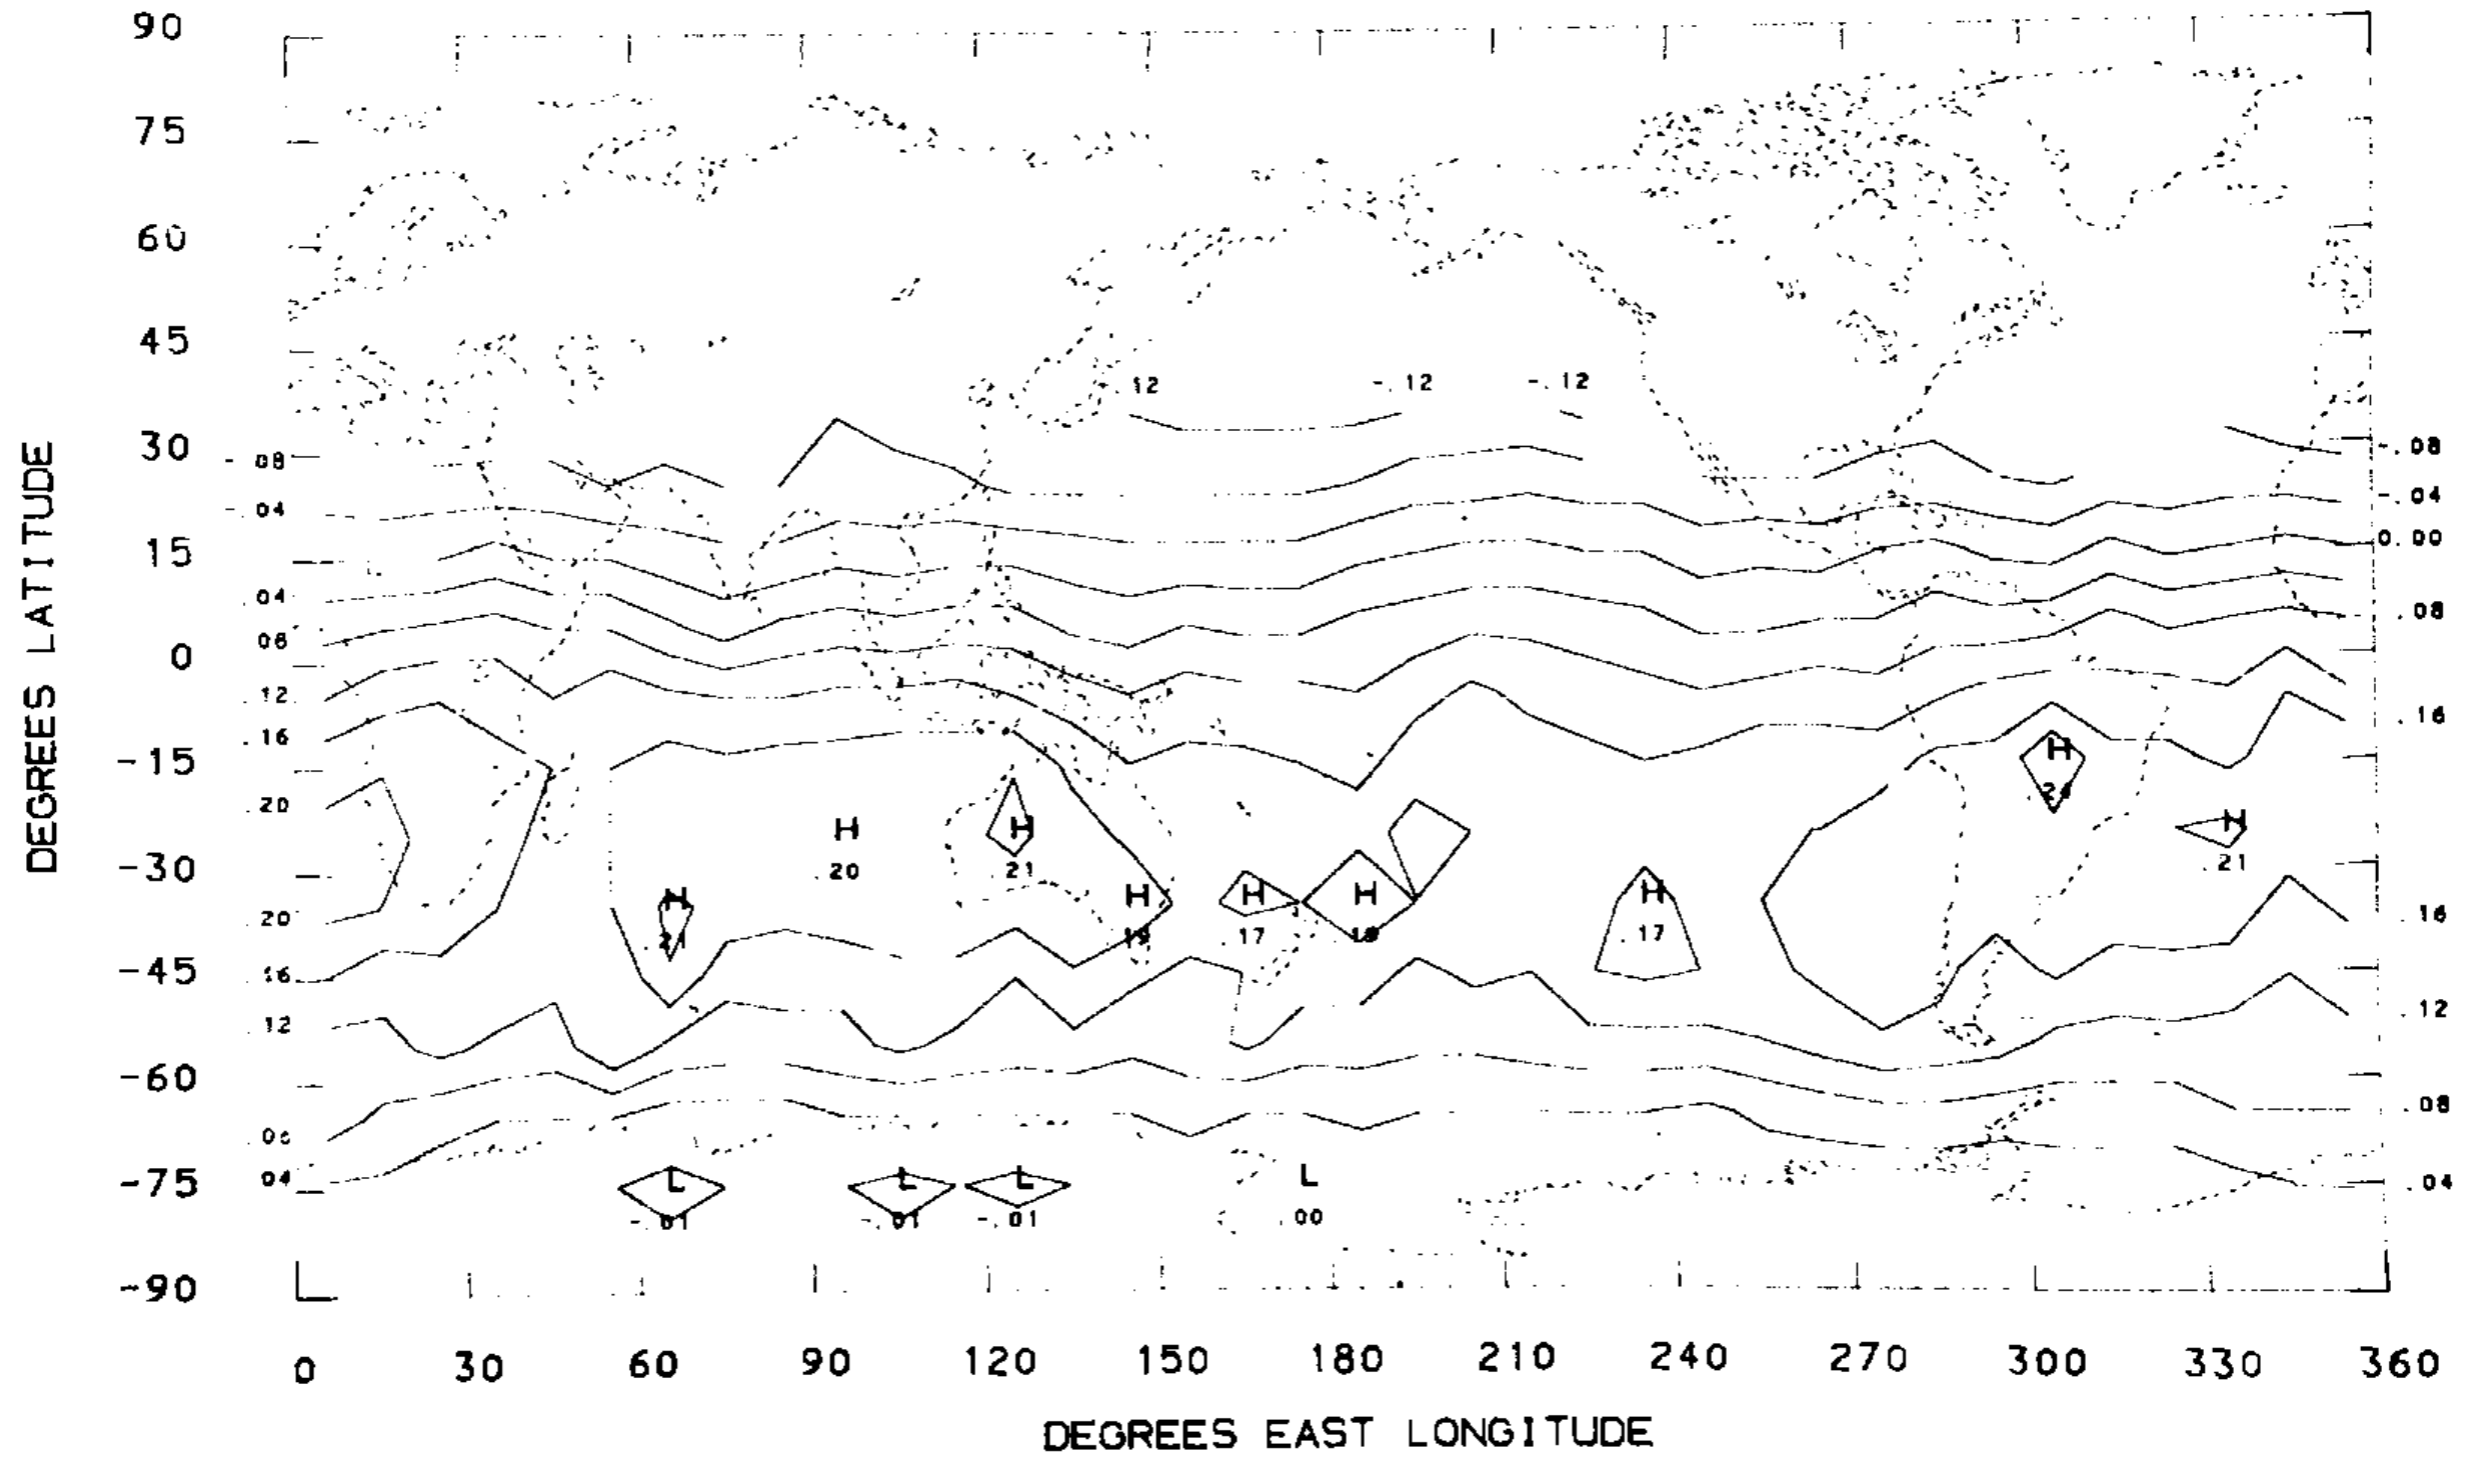 90
75
60
45
12 -.12 -.12
30
-.08 -.08
-.04 -.04
0.00
15
.04
.08
.06
0
.12
.16 .16
-15 H
.20 H H H
-30 .20 .21 .21
H H H H H
.20 .16
.17 .17
-45
.16
.12 .12
-60
.08
.06
-75 .04 L L L L .04
-.01 -.01 -.01 .00
-90
0 30 60 90 120 150 180 210 240 270 300 330 360
DEGREES EAST LONGITUDE
DEGREES LATITUDE